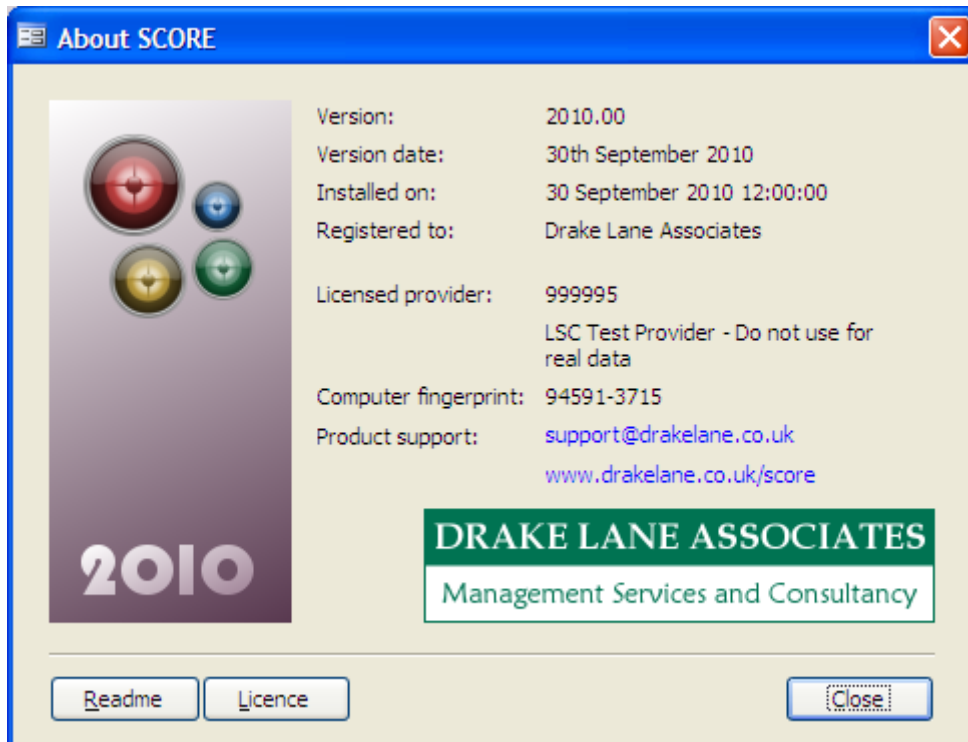 About SCORE
Version: 2010.00
Version date: 30th September 2010
Installed on: 30 September 2010 12:00:00
Registered to: Drake Lane Associates
Licensed provider: 999995
LSC Test Provider - Do not use for
real data
Computer fingerprint: 94591-3715
Product support: support@drakelane.co.uk
www.drakelane.co.uk/score
2010
DRAKE LANE ASSOCIATES
Management Services and Consultancy
Readme Licence Close